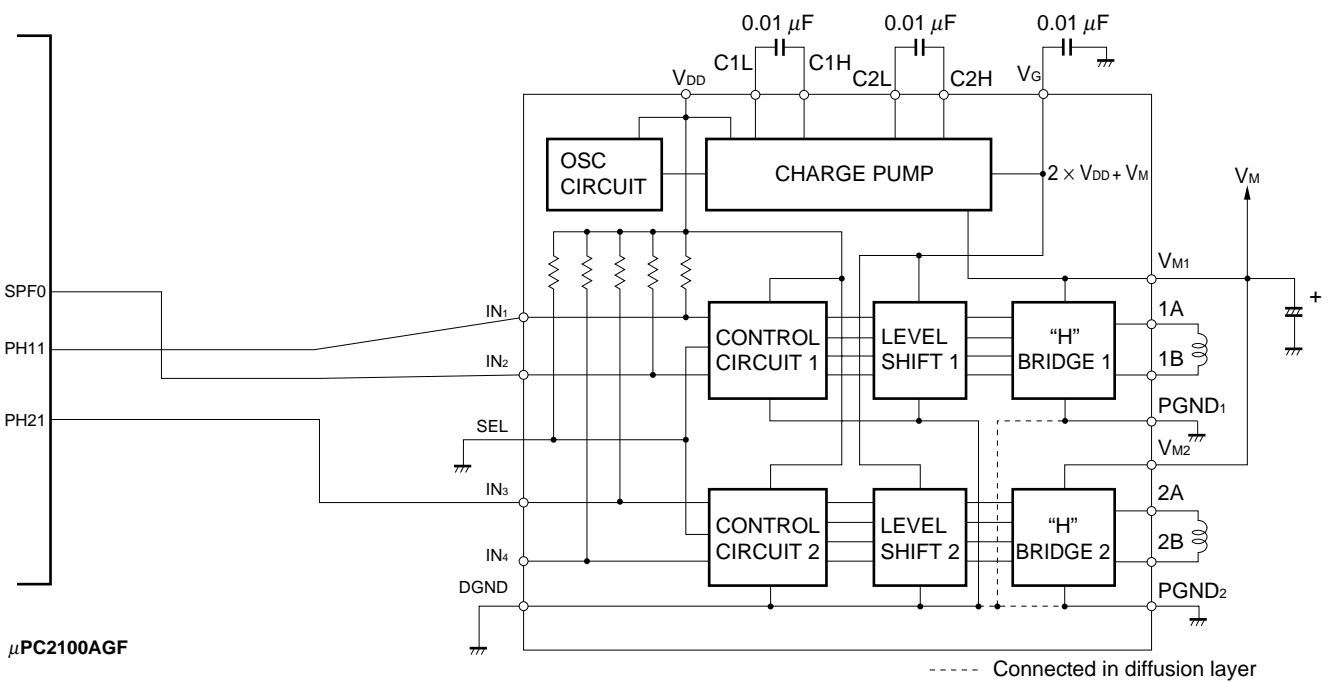 0.01 μF
0.01 μF
0.01 μF
C1L
C1H
C2L
C2H
VDD
VG
OSC
CIRCUIT
CHARGE PUMP
2 × VDD + VM
VM
SPF0
PH11
PH21
IN1
IN2
SEL
IN3
IN4
DGND
CONTROL
CIRCUIT 1
LEVEL
SHIFT 1
"H"
BRIDGE 1
VM1
1A
1B
+
PGND1
VM2
CONTROL
CIRCUIT 2
LEVEL
SHIFT 2
"H"
BRIDGE 2
2A
2B
PGND2
μPC2100AGF
Connected in diffusion layer